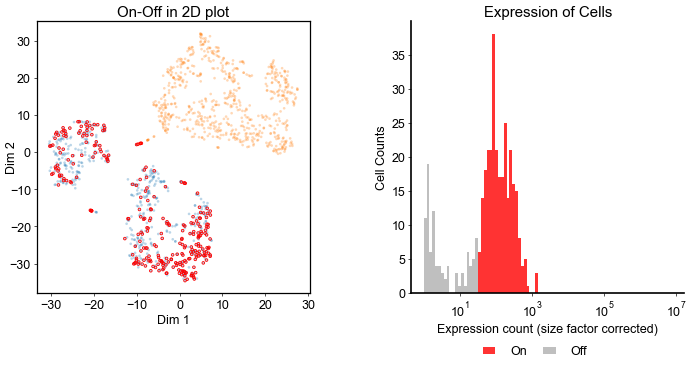 On-Off in 2D plot
30
20
10
0
−10
−20
−30
Dim 2
−30 −20 −10 0 10 20 30
Dim 1
Expression of Cells
35
30
25
20
15
10
5
0
Cell Counts
10^1 10^3 10^5 10^7
Expression count (size factor corrected)
On Off